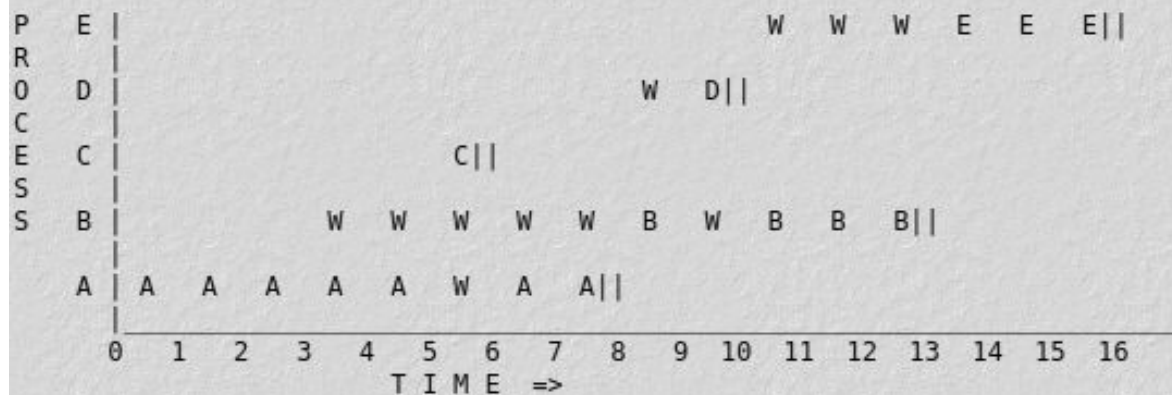 P E | W W W E E E||
R |
O D | W D||
C |
E C | C||
S |
S B | W W W W W B W B B B||
|
A | A A A A A W A A||
|
0 1 2 3 4 5 6 7 8 9 10 11 12 13 14 15 16
T I M E =>